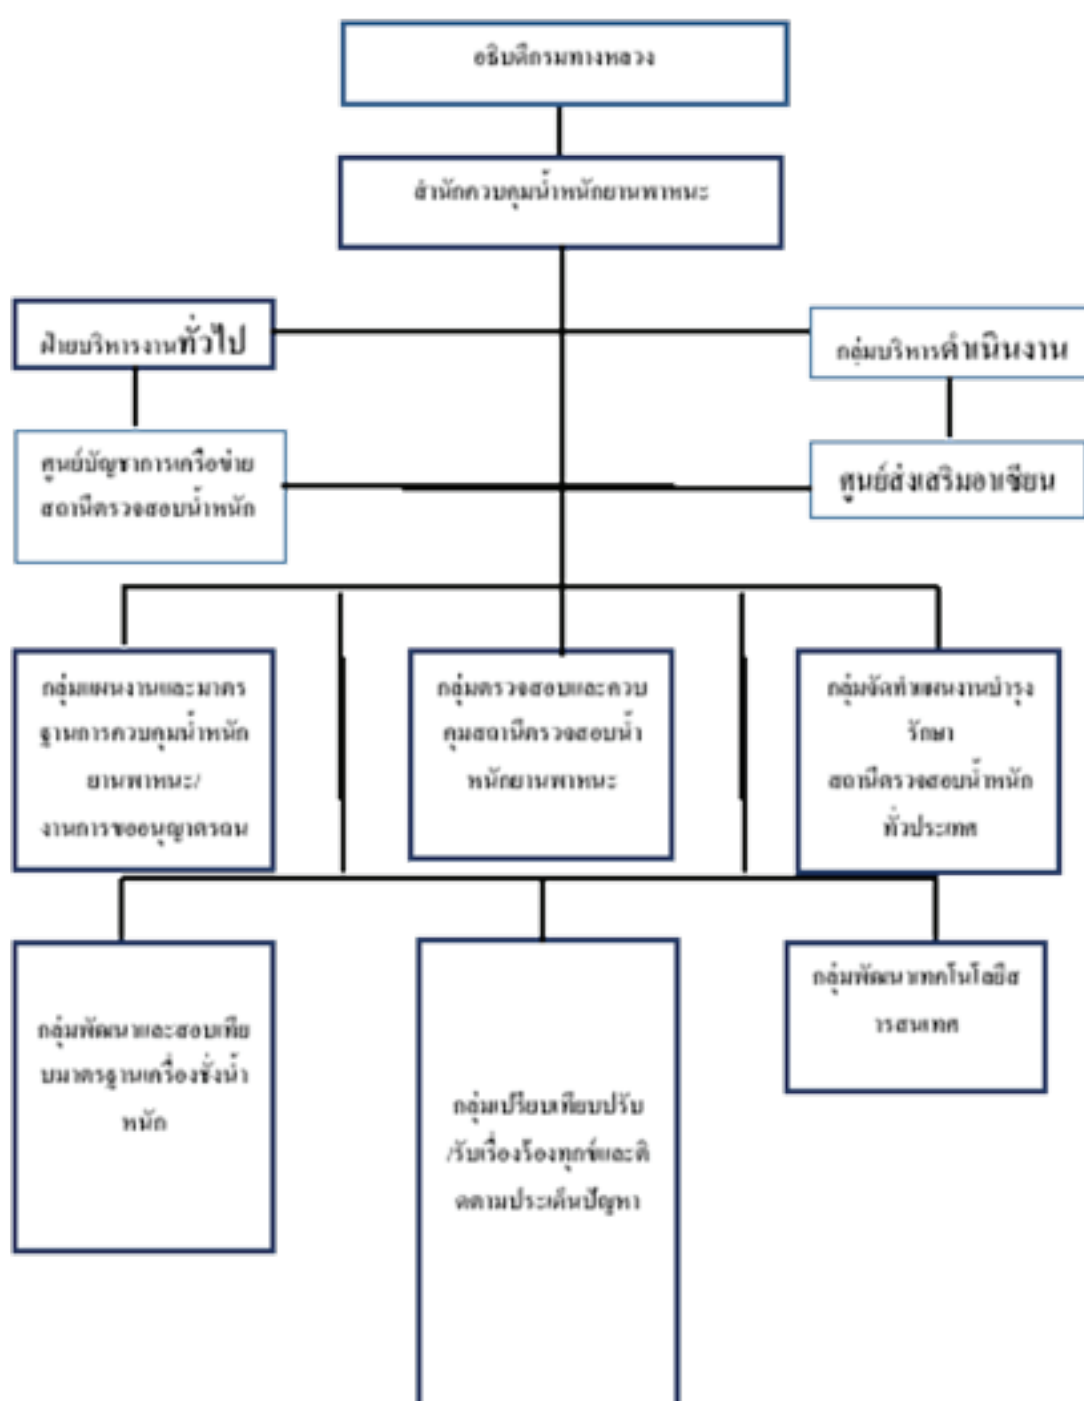 อธิบดีกรมทางหลวง
สำนักควบคุมน้ำหนักยานพาหนะ
ฝ่ายบริหารงานทั่วไป
กลุ่มบริหารดำเนินงาน
ศูนย์บัญชาการเครือข่าย
สถานีตรวจสอบน้ำหนัก
ศูนย์ส่งเสริมอาเซียน
กลุ่มแผนงานและมาตร
ฐานการควบคุมน้ำหนัก
ยานพาหนะ/
งานการขออนุญาตรถน
กลุ่มตรวจสอบและควบ
คุมสถานีตรวจสอบน้ำ
หนักยานพาหนะ
กลุ่มจัดทำแผนงานบำรุง
รักษา
สถานีตรวจสอบน้ำหนัก
ทั่วประเทศ
กลุ่มพัฒนาและสอบเทีย
บมาตรฐานเครื่องชั่งน้ำ
หนัก
กลุ่มเปรียบเทียบปรับ
/รับเรื่องร้องทุกข์และติ
ดตามประเด็นปัญหา
กลุ่มพัฒนาเทคโนโลยีส
ารสนเทศ